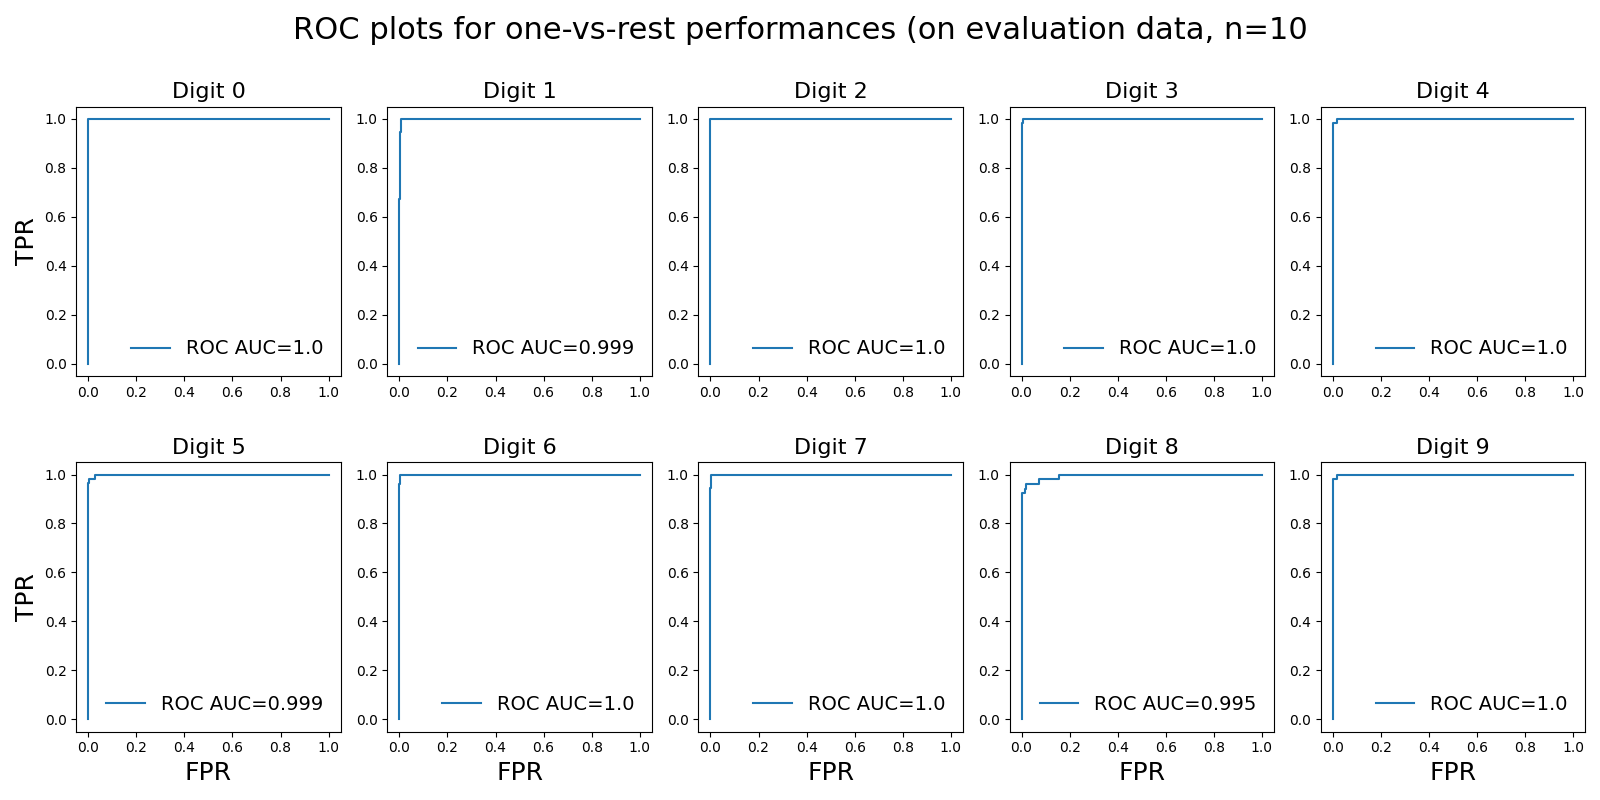 ROC plots for one-vs-rest performances (on evaluation data, n=10
Digit 0
TPR
1.0
0.8
0.6
0.4
0.2
0.0
ROC AUC=1.0
0.0 0.2 0.4 0.6 0.8 1.0
Digit 1
1.0
0.8
0.6
0.4
0.2
0.0
ROC AUC=0.999
0.0 0.2 0.4 0.6 0.8 1.0
Digit 2
1.0
0.8
0.6
0.4
0.2
0.0
ROC AUC=1.0
0.0 0.2 0.4 0.6 0.8 1.0
Digit 3
1.0
0.8
0.6
0.4
0.2
0.0
ROC AUC=1.0
0.0 0.2 0.4 0.6 0.8 1.0
Digit 4
1.0
0.8
0.6
0.4
0.2
0.0
ROC AUC=1.0
0.0 0.2 0.4 0.6 0.8 1.0
Digit 5
TPR
1.0
0.8
0.6
0.4
0.2
0.0
ROC AUC=0.999
0.0 0.2 0.4 0.6 0.8 1.0
FPR
Digit 6
1.0
0.8
0.6
0.4
0.2
0.0
ROC AUC=1.0
0.0 0.2 0.4 0.6 0.8 1.0
FPR
Digit 7
1.0
0.8
0.6
0.4
0.2
0.0
ROC AUC=1.0
0.0 0.2 0.4 0.6 0.8 1.0
FPR
Digit 8
1.0
0.8
0.6
0.4
0.2
0.0
ROC AUC=0.995
0.0 0.2 0.4 0.6 0.8 1.0
FPR
Digit 9
1.0
0.8
0.6
0.4
0.2
0.0
ROC AUC=1.0
0.0 0.2 0.4 0.6 0.8 1.0
FPR